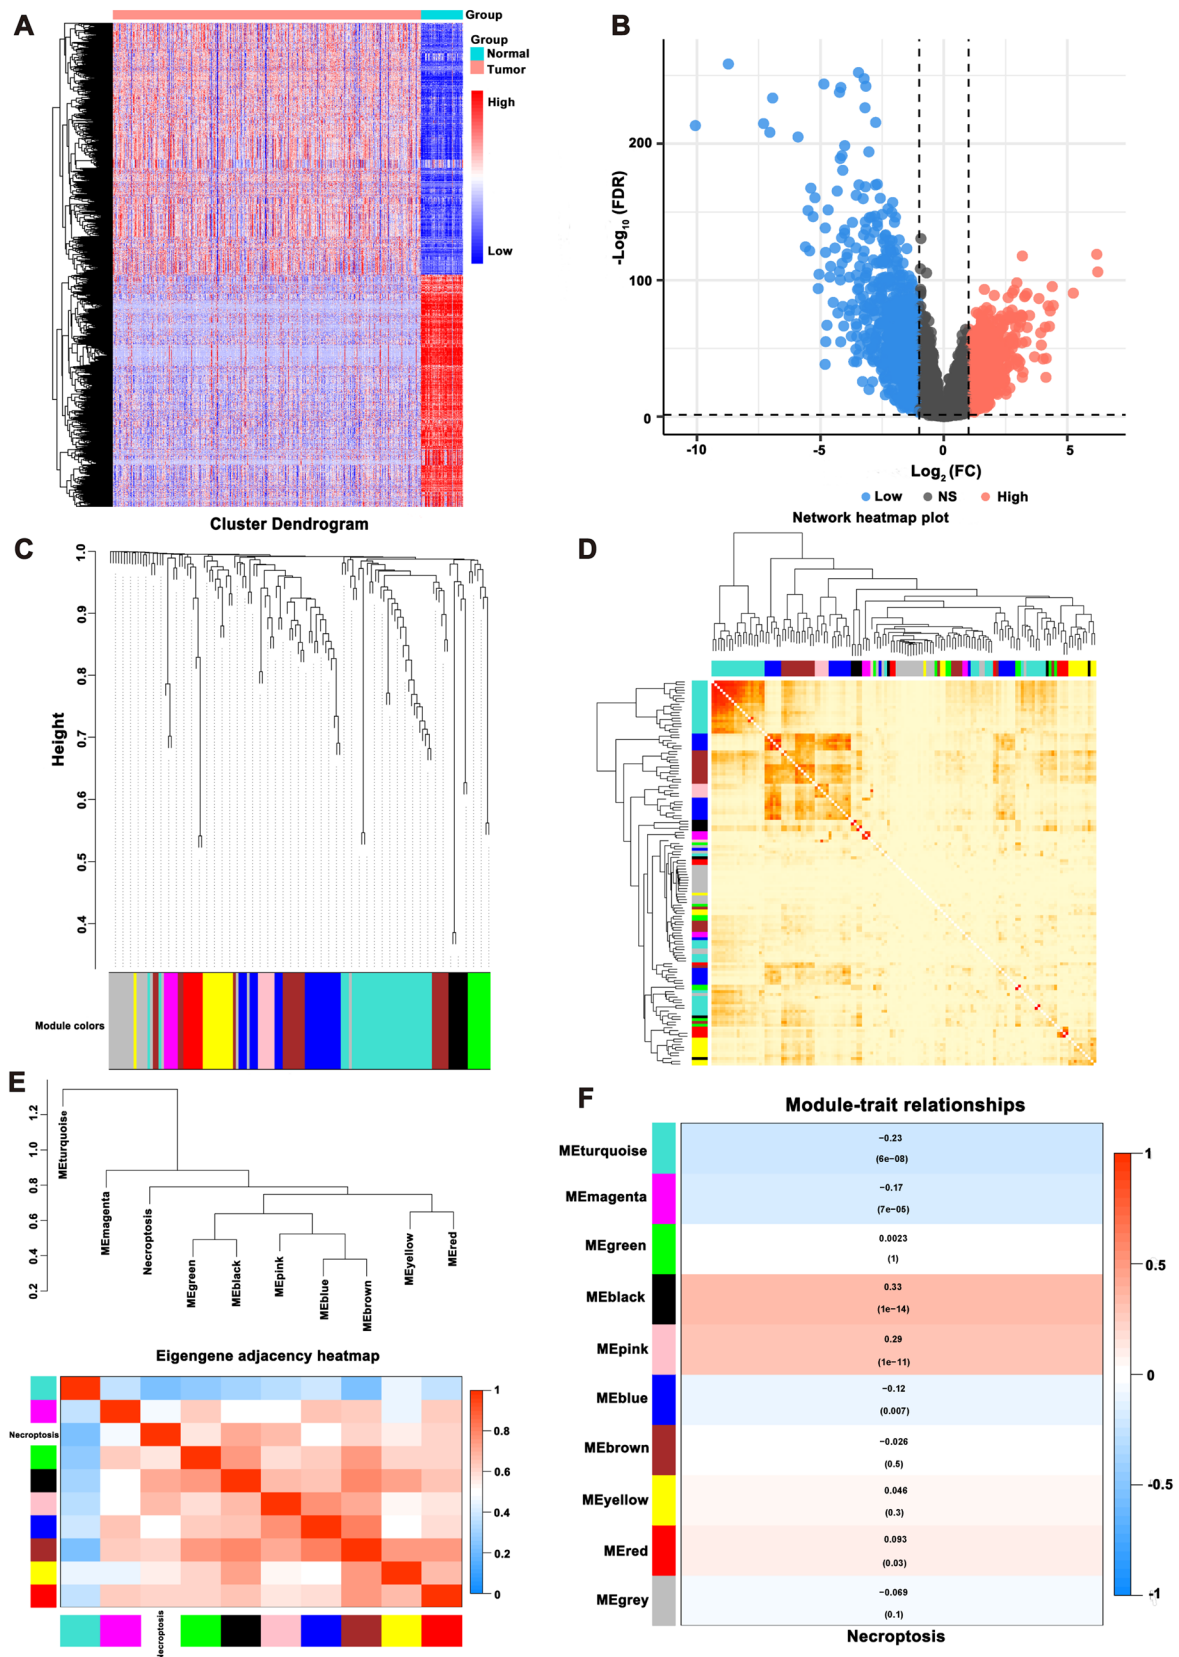 A
Group
Group
Normal
Tumor
High
Low
B
-Log10 (FDR)
200
100
0
-10
-5
0
5
Log2 (FC)
Low
NS
High
C
Cluster Dendrogram
Height
1.0
0.9
0.8
0.7
0.6
0.5
0.4
Module colors
D
Network heatmap plot
E
1.2
1.0
0.8
0.6
0.4
0.2
MEturquoise
MEmagenta
Necroptosis
MEgreen
MEblack
MEpink
MEblue
MEbrown
MEyellow
MEred
Eigengene adjacency heatmap
Necroptosis
Necroptosis
1
0.8
0.6
0.4
0.2
0
F
Module-trait relationships
MEturquoise
−0.23
(6e−08)
MEmagenta
−0.17
(7e−05)
MEgreen
0.0023
(1)
MEblack
0.33
(1e−14)
MEpink
0.29
(1e−11)
MEblue
−0.12
(0.007)
MEbrown
−0.026
(0.5)
MEyellow
0.046
(0.3)
MEred
0.093
(0.03)
MEgrey
−0.069
(0.1)
Necroptosis
1
0.5
0
-0.5
-1